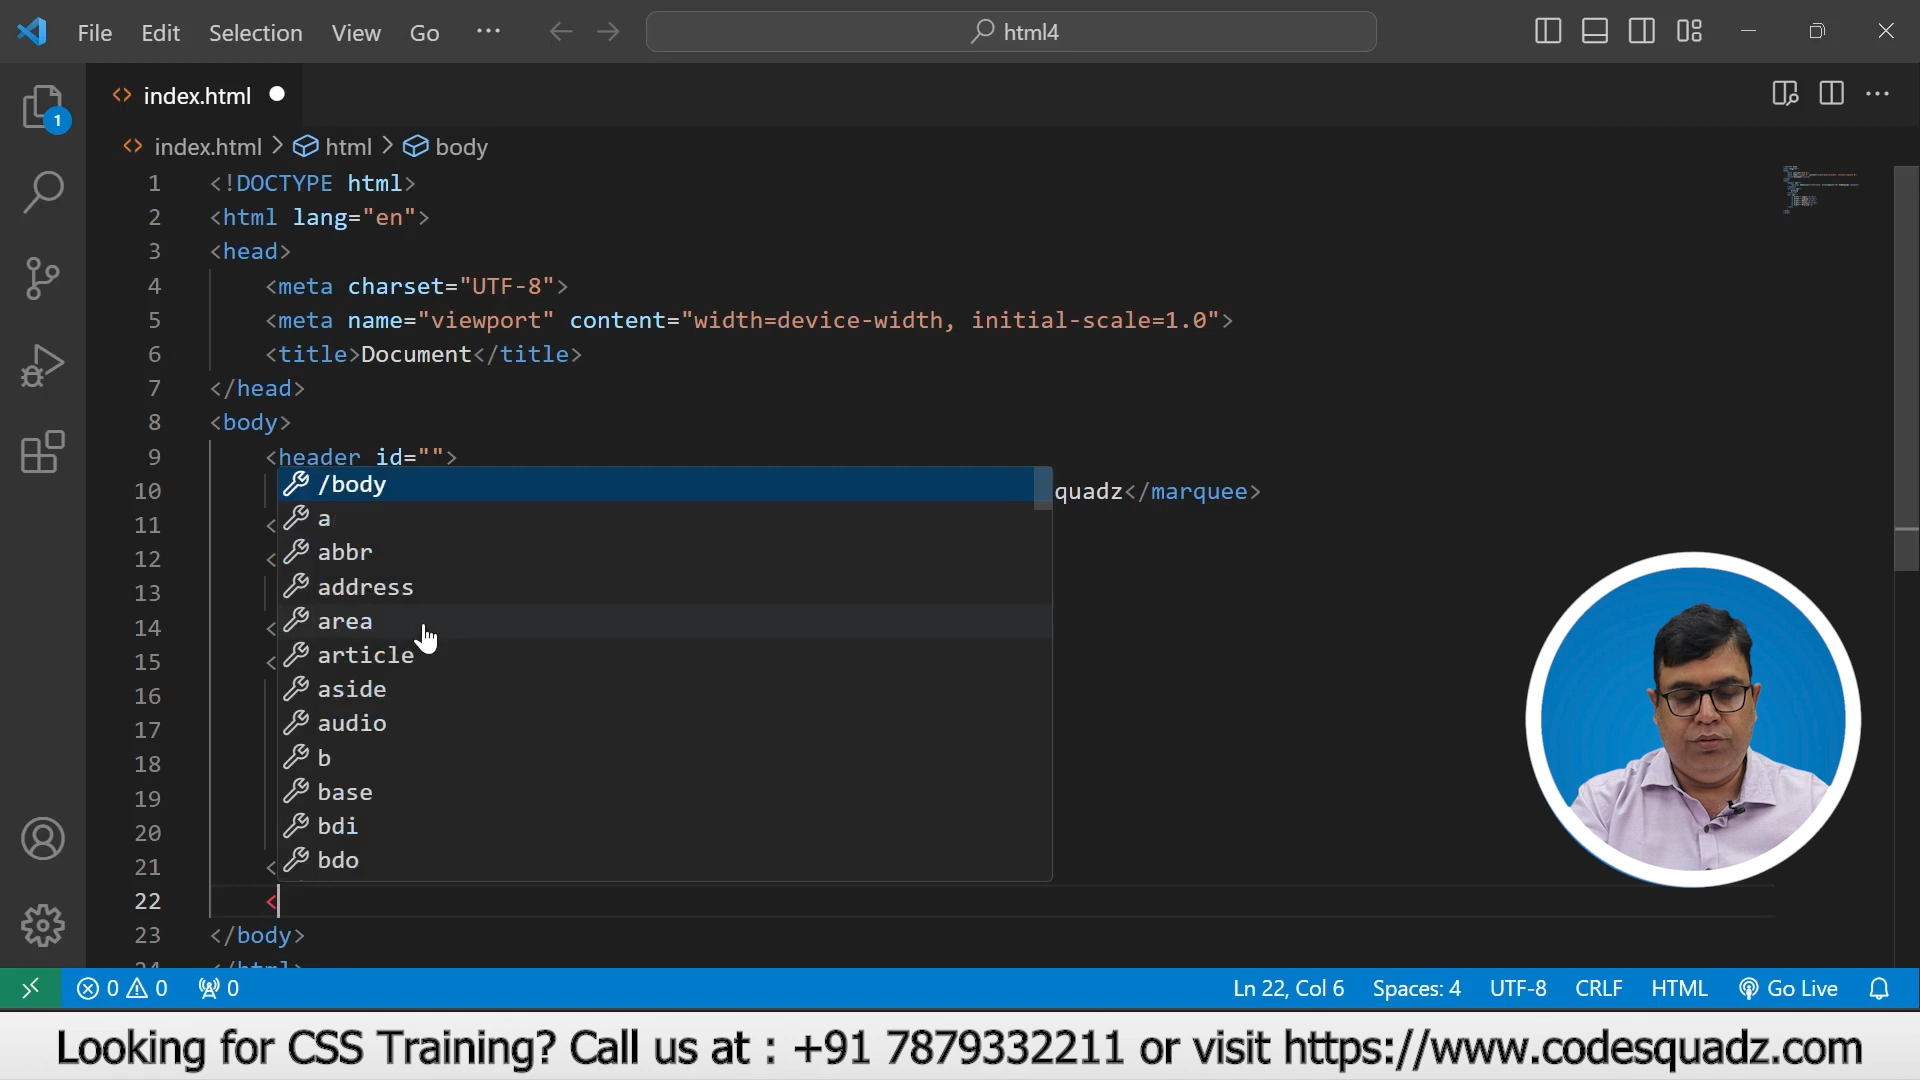 File Edit Selection View Go ··· html4
index.html
1
index.html > html > body
1 <!DOCTYPE html>
2 <html lang="en">
3 <head>
4 <meta charset="UTF-8">
5 <meta name="viewport" content="width=device-width, initial-scale=1.0">
6 <title>Document</title>
7 </head>
8 <body>
9 <header id="">
/body
10 quadz</marquee>
a
11 <
abbr
12 <
address
13
area
14 <
article
15 <
aside
16
audio
17
b
18
base
19
bdi
20
bdo
21 <
22 <
23 </body>
24 </html>
0 0 0 Ln 22, Col 6 Spaces: 4 UTF-8 CRLF HTML Go Live
Looking for CSS Training? Call us at : +91 7879332211 or visit https://www.codesquadz.com